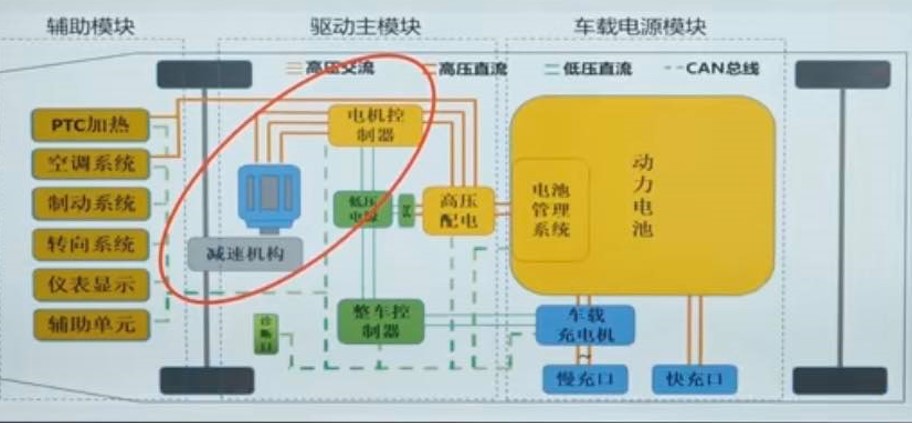 辅助模块
驱动主模块
车载电源模块
高压交流
高压直流
低压直流
CAN总线
PTC加热
空调系统
制动系统
转向系统
仪表显示
辅助单元
电机控
制器
低压
电源
高压
配电
减速机构
整车控
制器
诊断口
电池
管理
系统
动
力
电
池
车载
充电机
慢充口
快充口